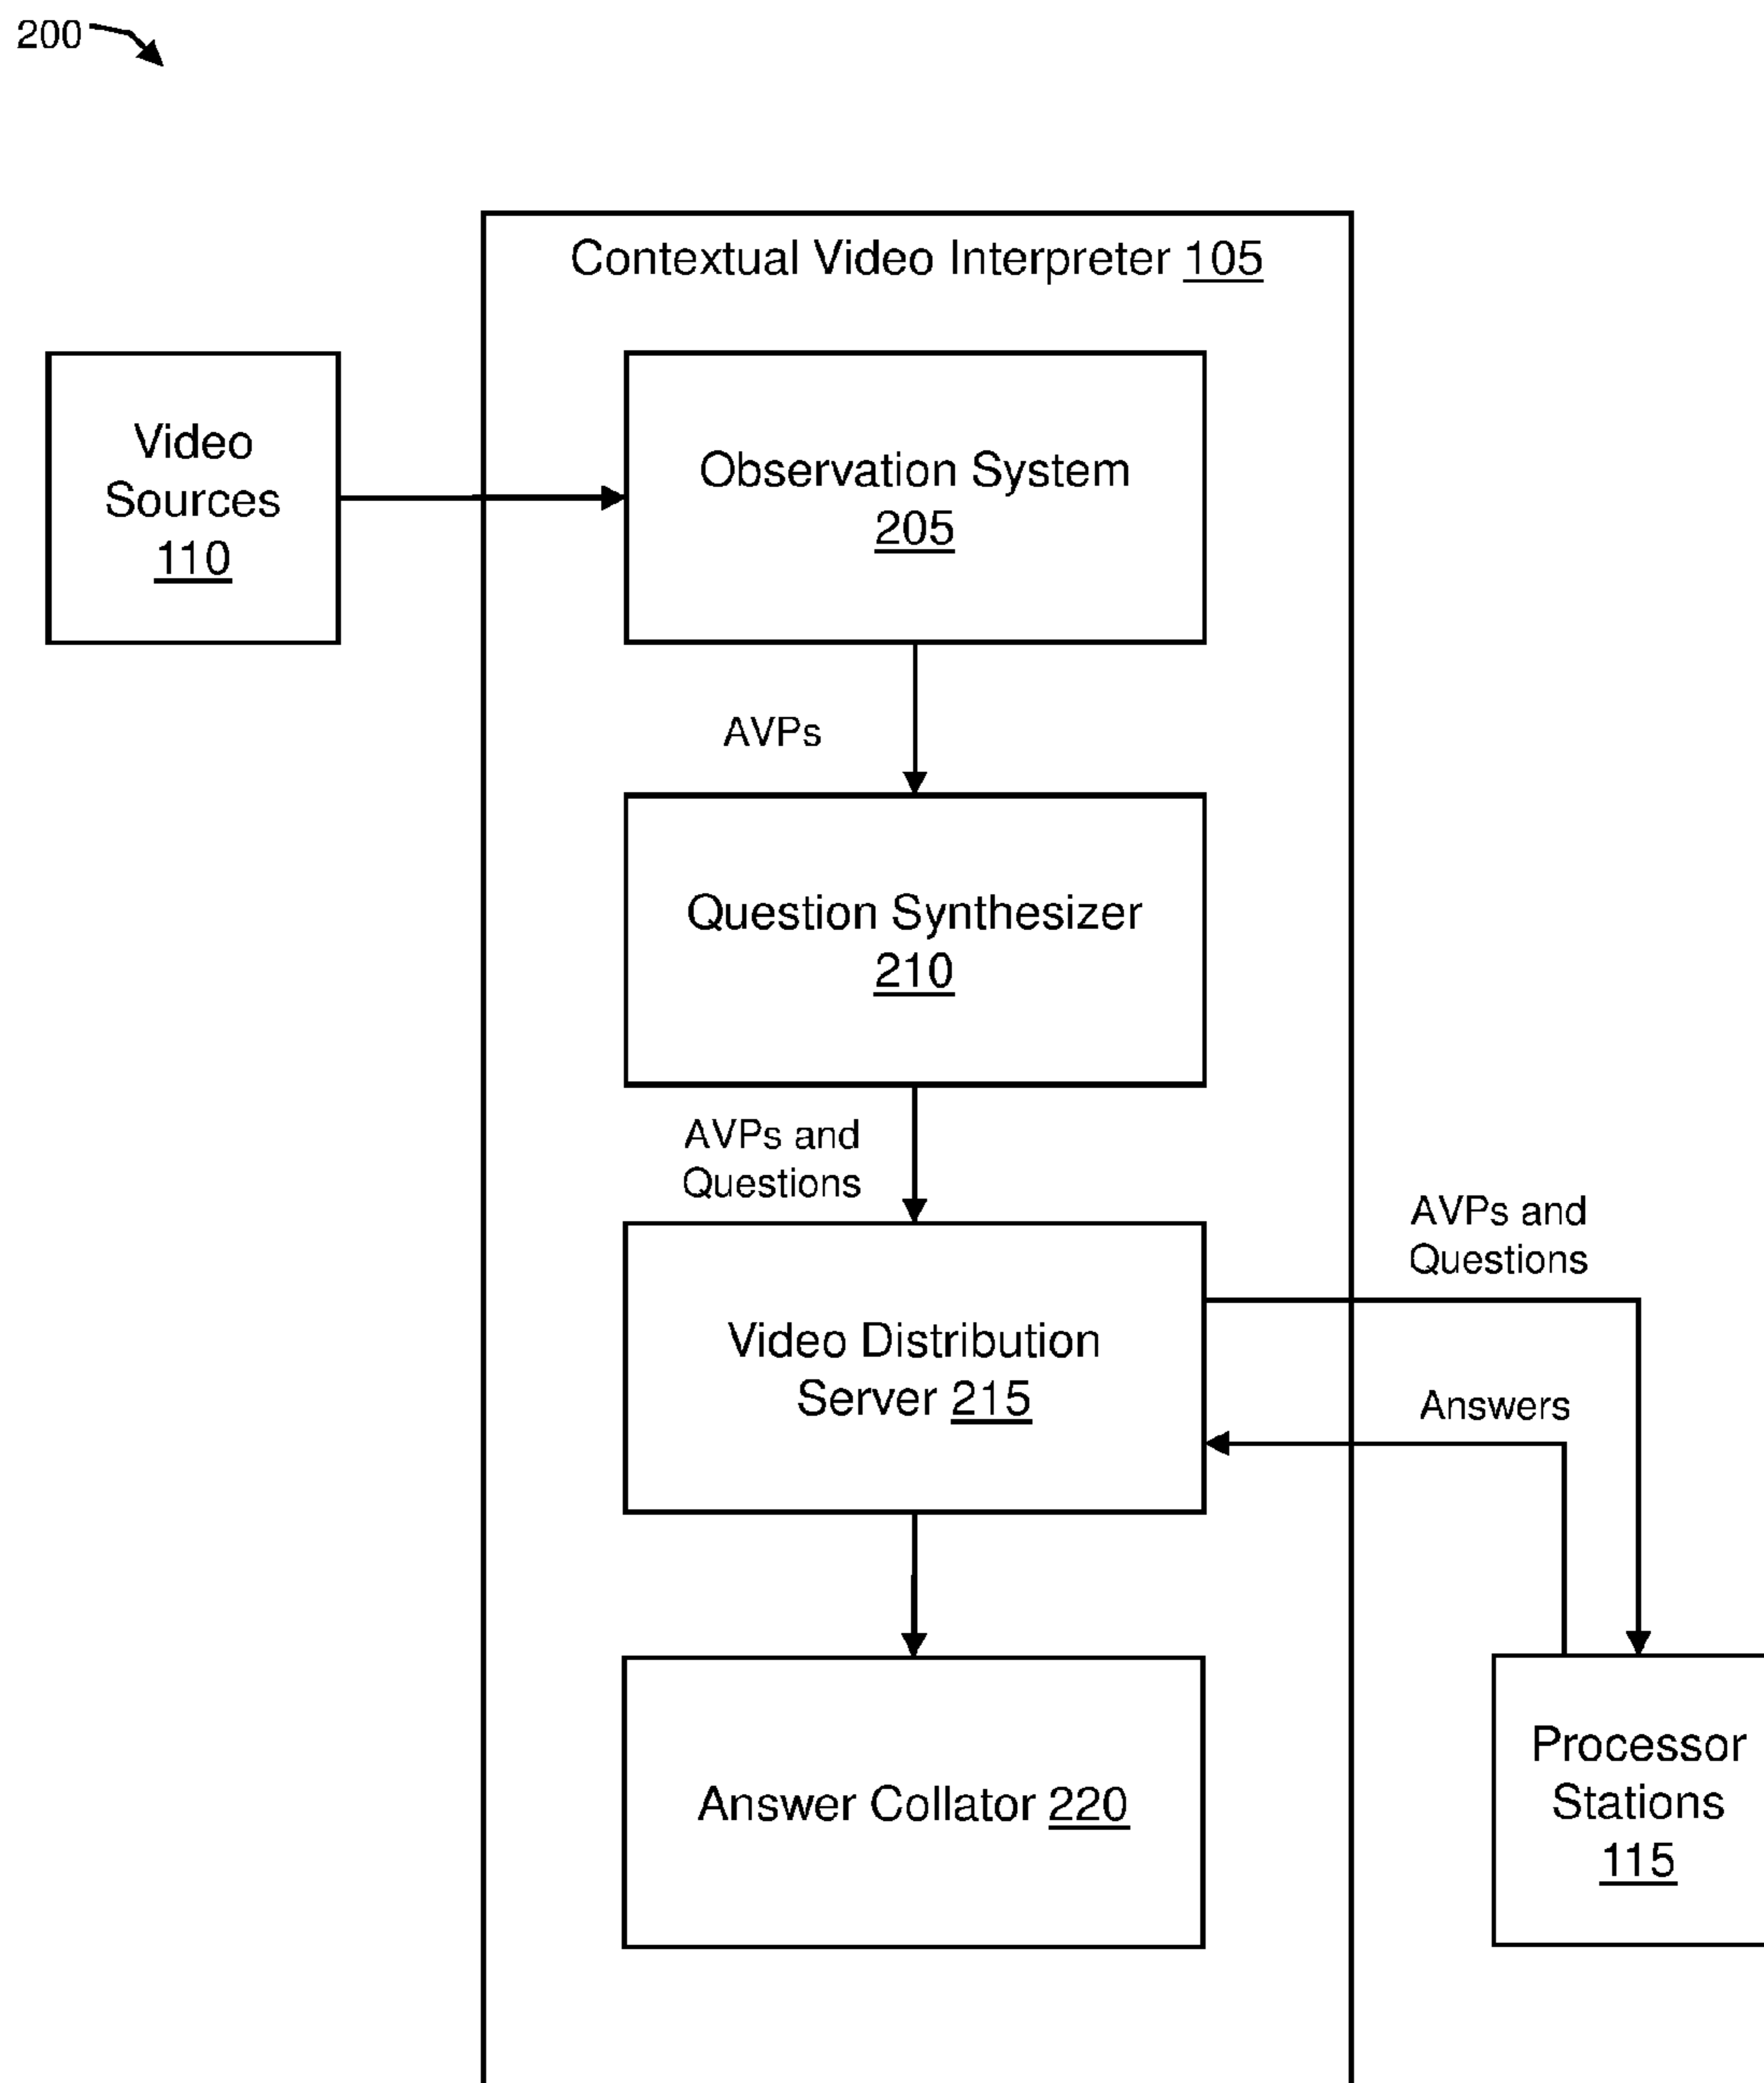 200
Contextual Video Interpreter 105
Video
Sources
110
Observation System
205
AVPs
Question Synthesizer
210
AVPs and
Questions
AVPs and
Questions
Video Distribution
Server 215
Answers
Answer Collator 220
Processor
Stations
115